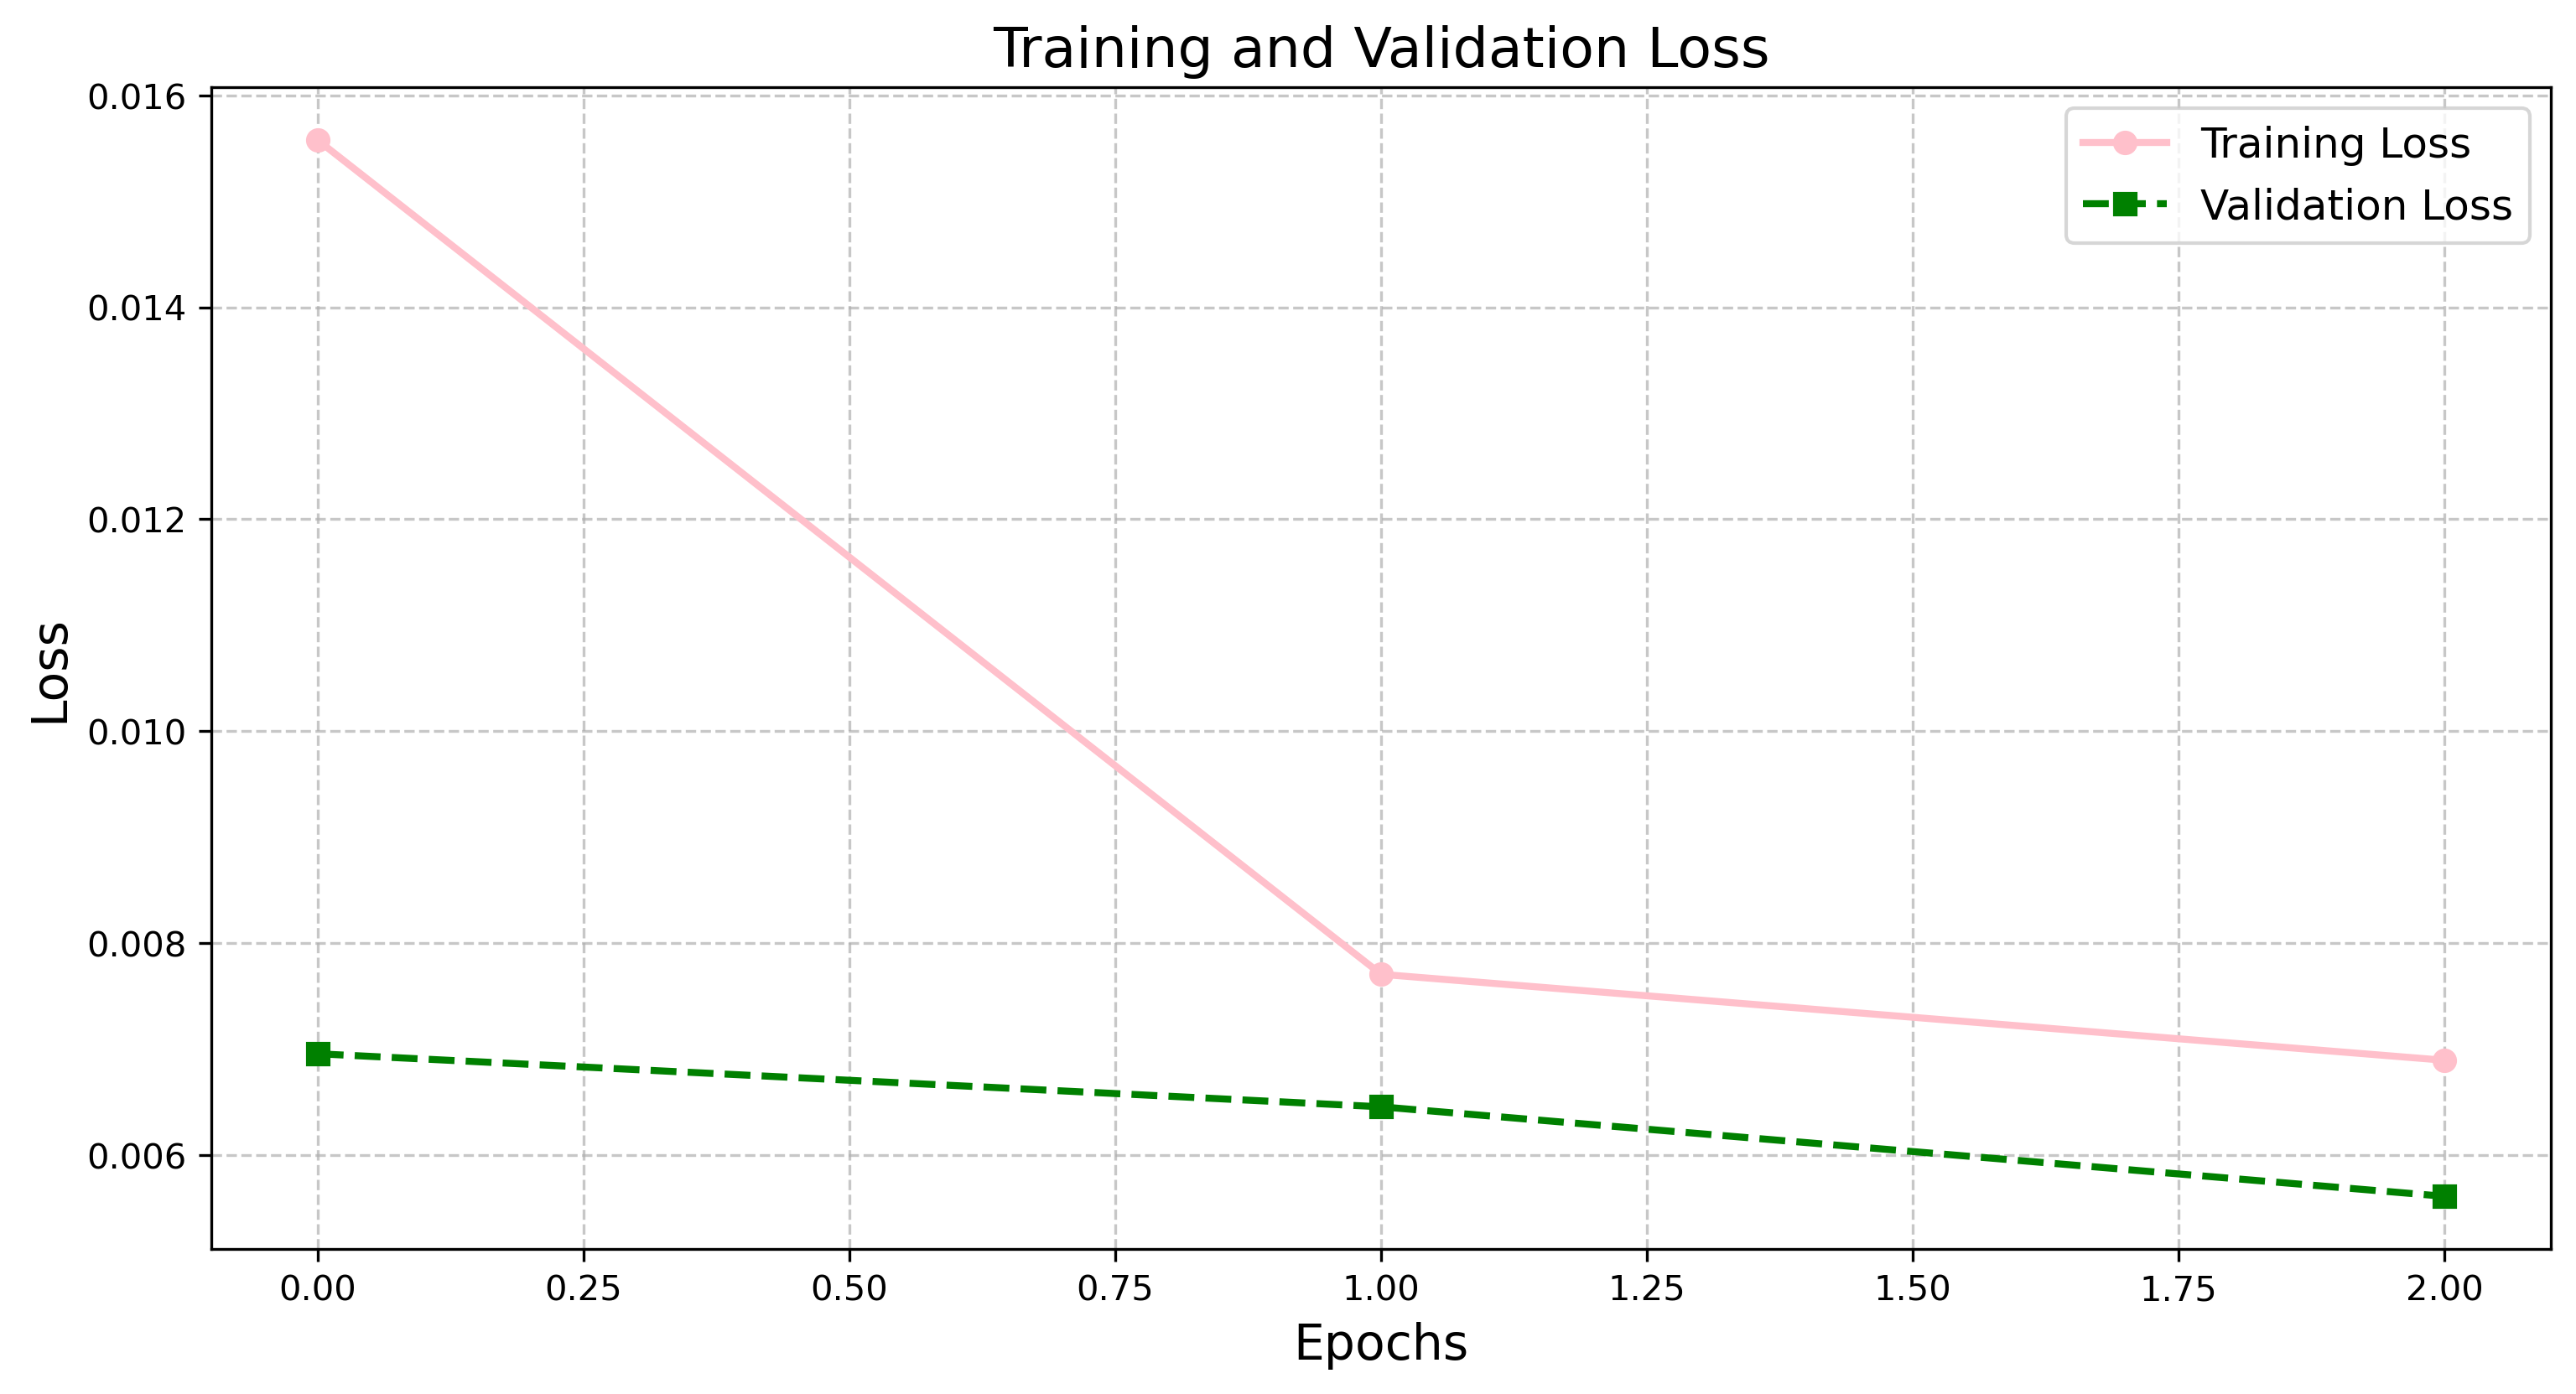 Training and Validation Loss
0.016
0.014
0.012
0.010
0.008
0.006
Loss
Training Loss
Validation Loss
0.00 0.25 0.50 0.75 1.00 1.25 1.50 1.75 2.00
Epochs